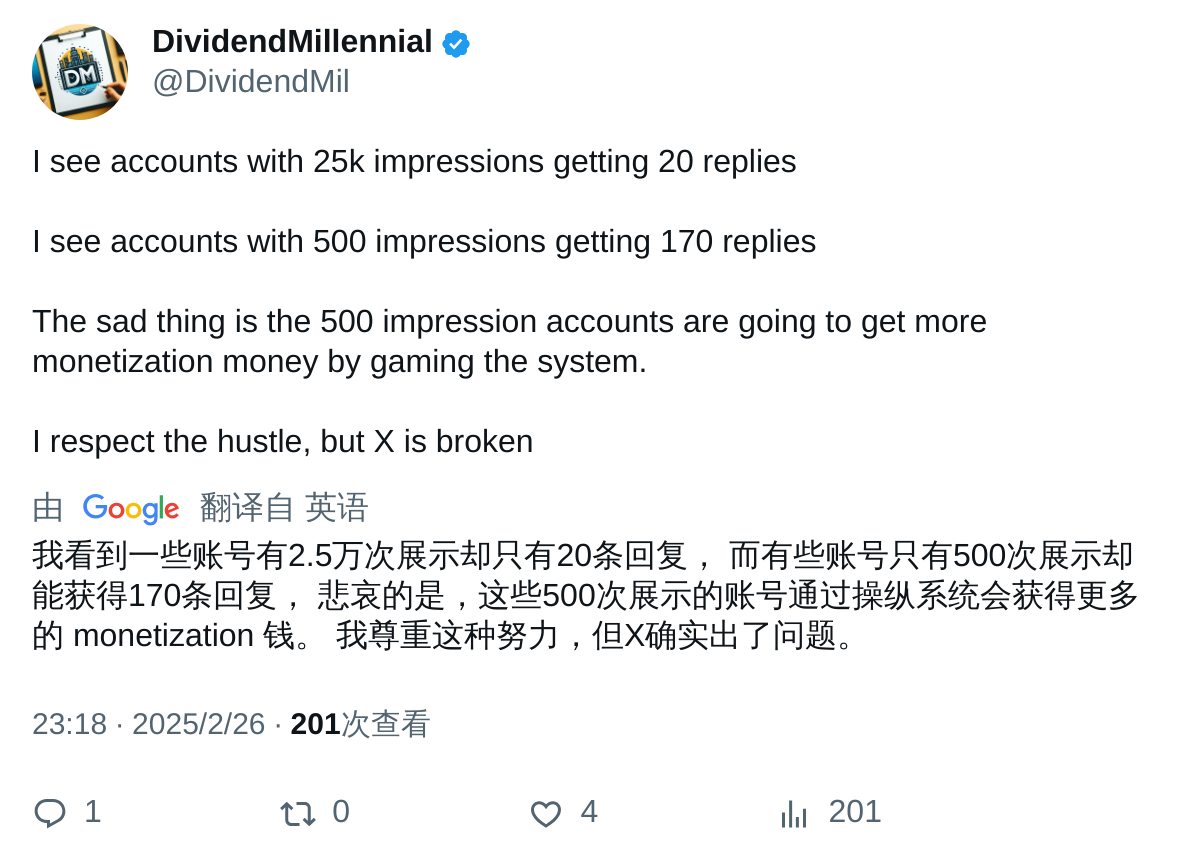 DividendMillennial
@DividendMil
DM
I see accounts with 25k impressions getting 20 replies
I see accounts with 500 impressions getting 170 replies
The sad thing is the 500 impression accounts are going to get more
monetization money by gaming the system.
I respect the hustle, but X is broken
由 Google 翻译自 英语
我看到一些账号有2.5万次展示却只有20条回复， 而有些账号只有500次展示却
能获得170条回复， 悲哀的是，这些500次展示的账号通过操纵系统会获得更多
的 monetization 钱。 我尊重这种努力，但X确实出了问题。
23:18 · 2025/2/26 · 201次查看
1 0 4 201